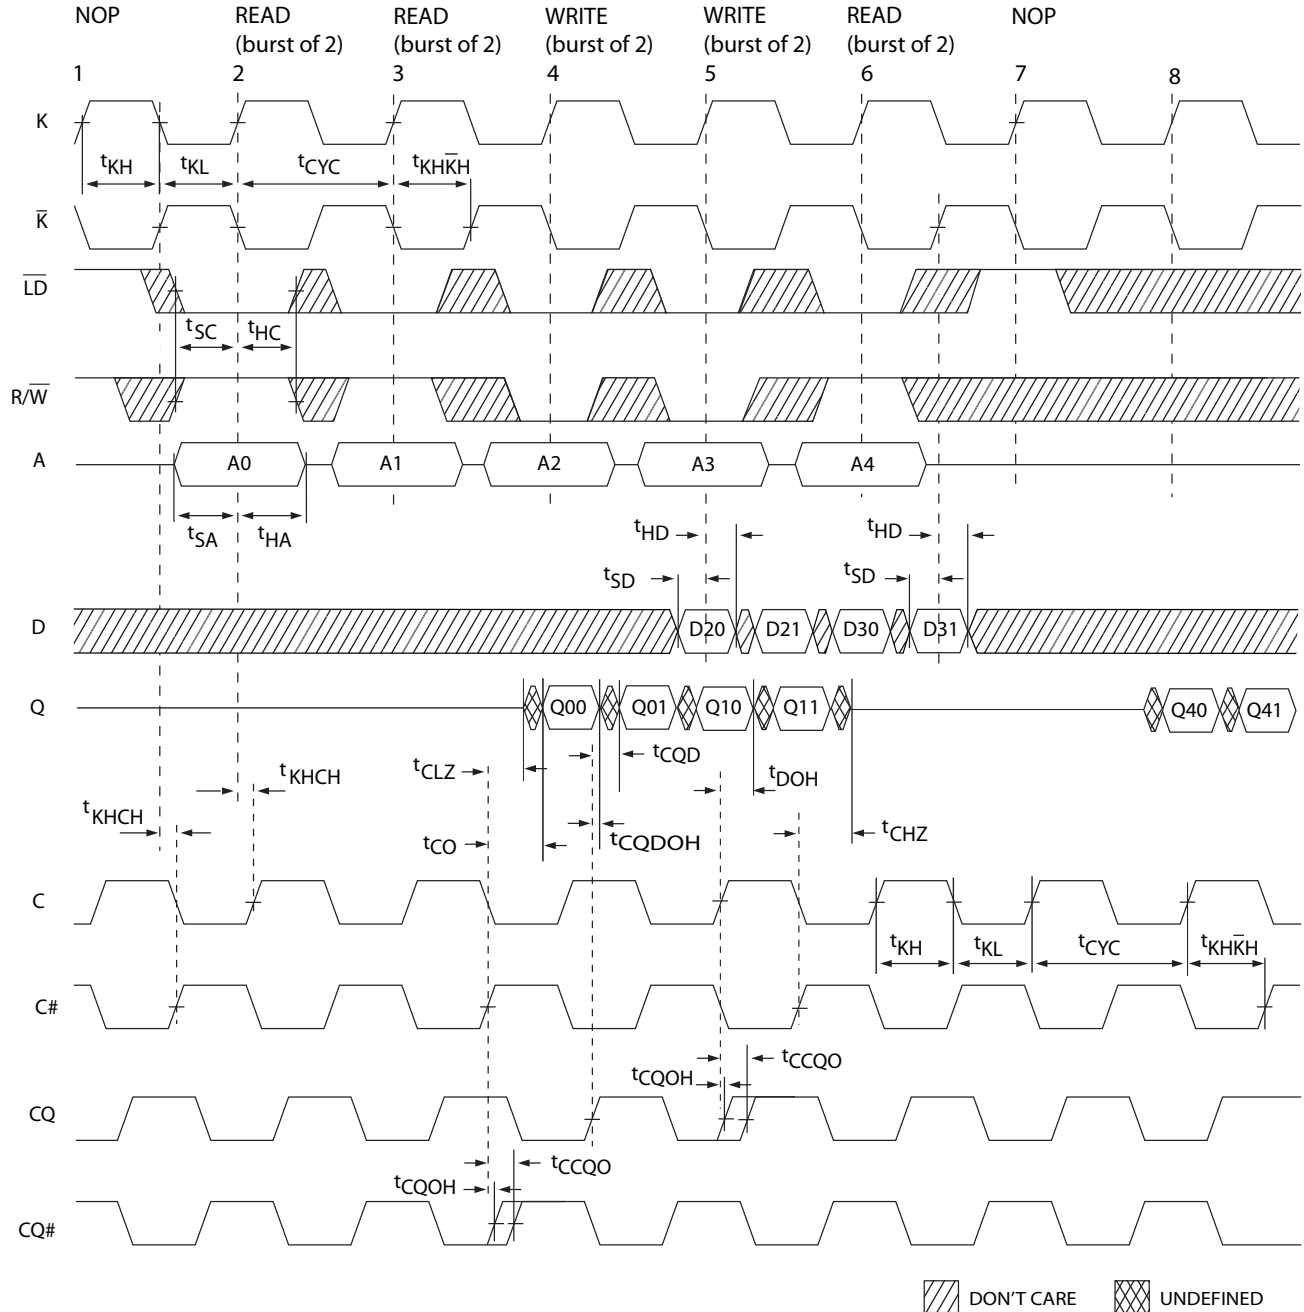 NOP READ READ WRITE WRITE READ NOP
(burst of 2) (burst of 2) (burst of 2) (burst of 2) (burst of 2)
1 2 3 4 5 6 7 8
K
tKH tKL tCYC tKHK̅H
K̅
L̅D̅
tSC tHC
R/W̅
A A0 A1 A2 A3 A4
tSA tHA tHD tHD
tSD tSD
D D20 D21 D30 D31
Q Q00 Q01 Q10 Q11 Q40 Q41
tCLZ tCQD tDOH
tKHCH
tKHCH
tCO tCQDOH tCHZ
C
tKH tKL tCYC tKHK̅H
C#
tCCQO
tCQOH
CQ
tCCQO
tCQOH
CQ#
DON'T CARE UNDEFINED